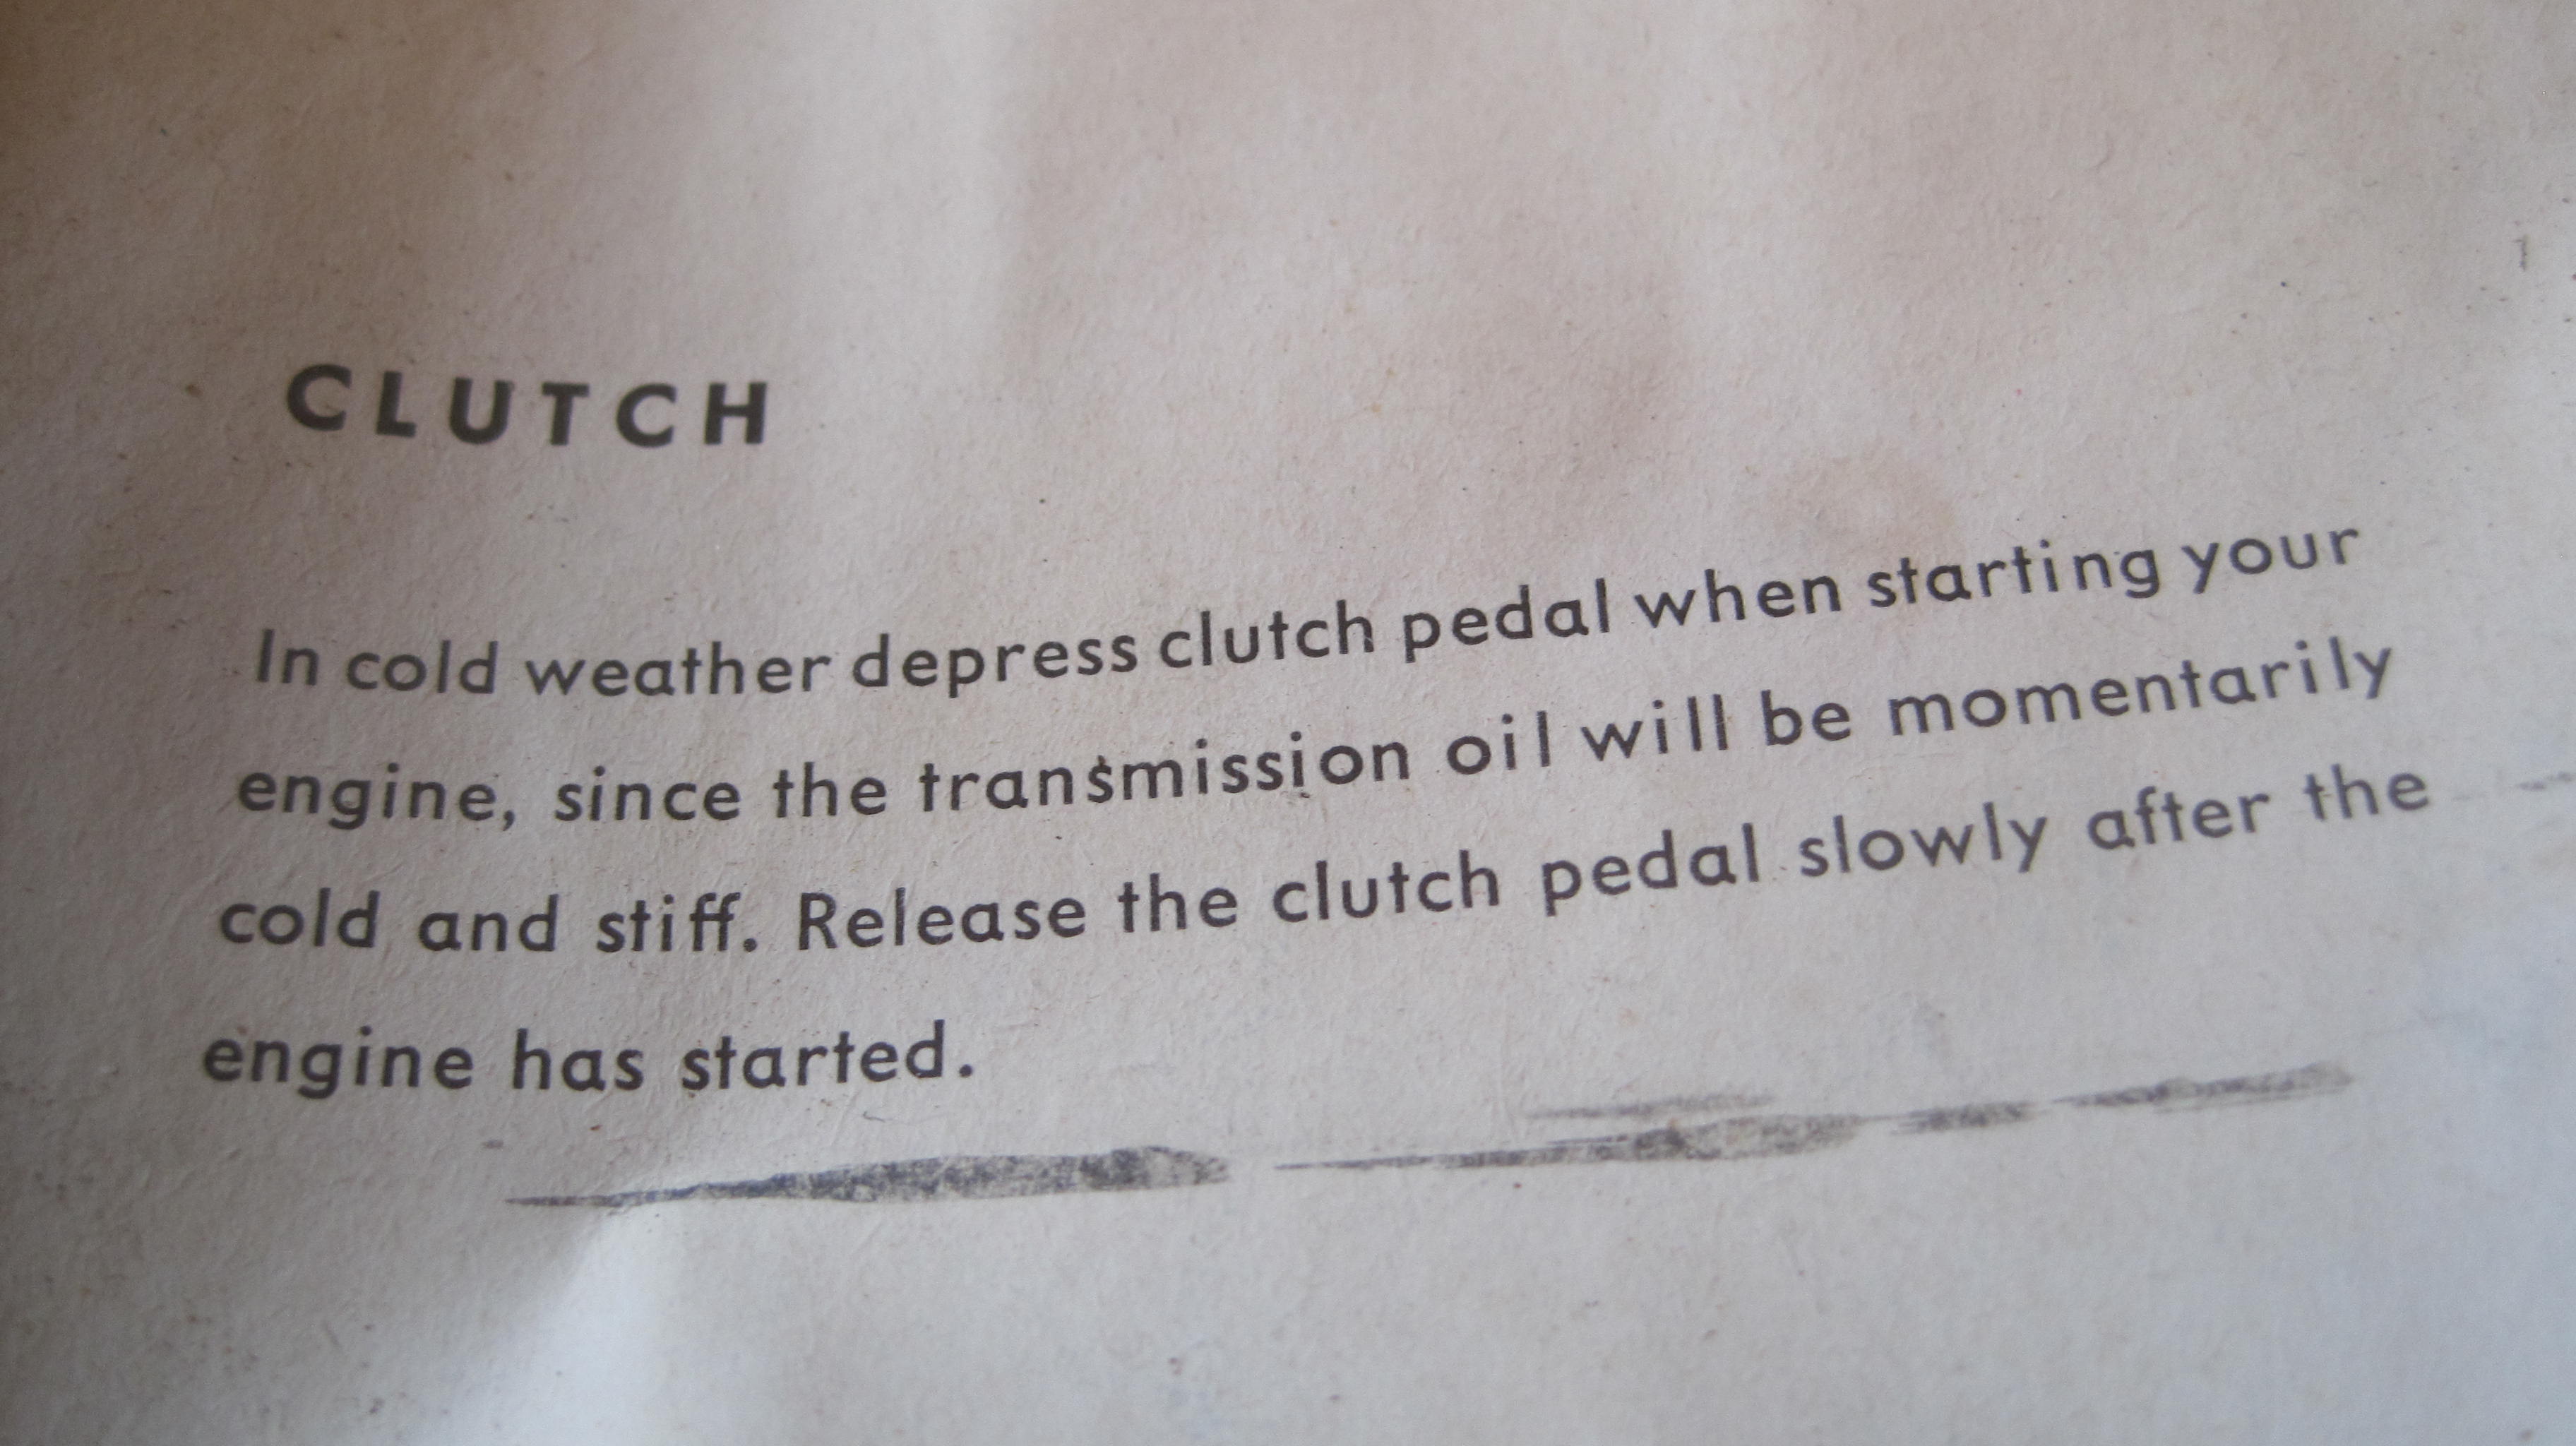 CLUTCH
In cold weather depress clutch pedal when starting your
engine, since the transmission oil will be momentarily
cold and stiff. Release the clutch pedal slowly after the
engine has started.